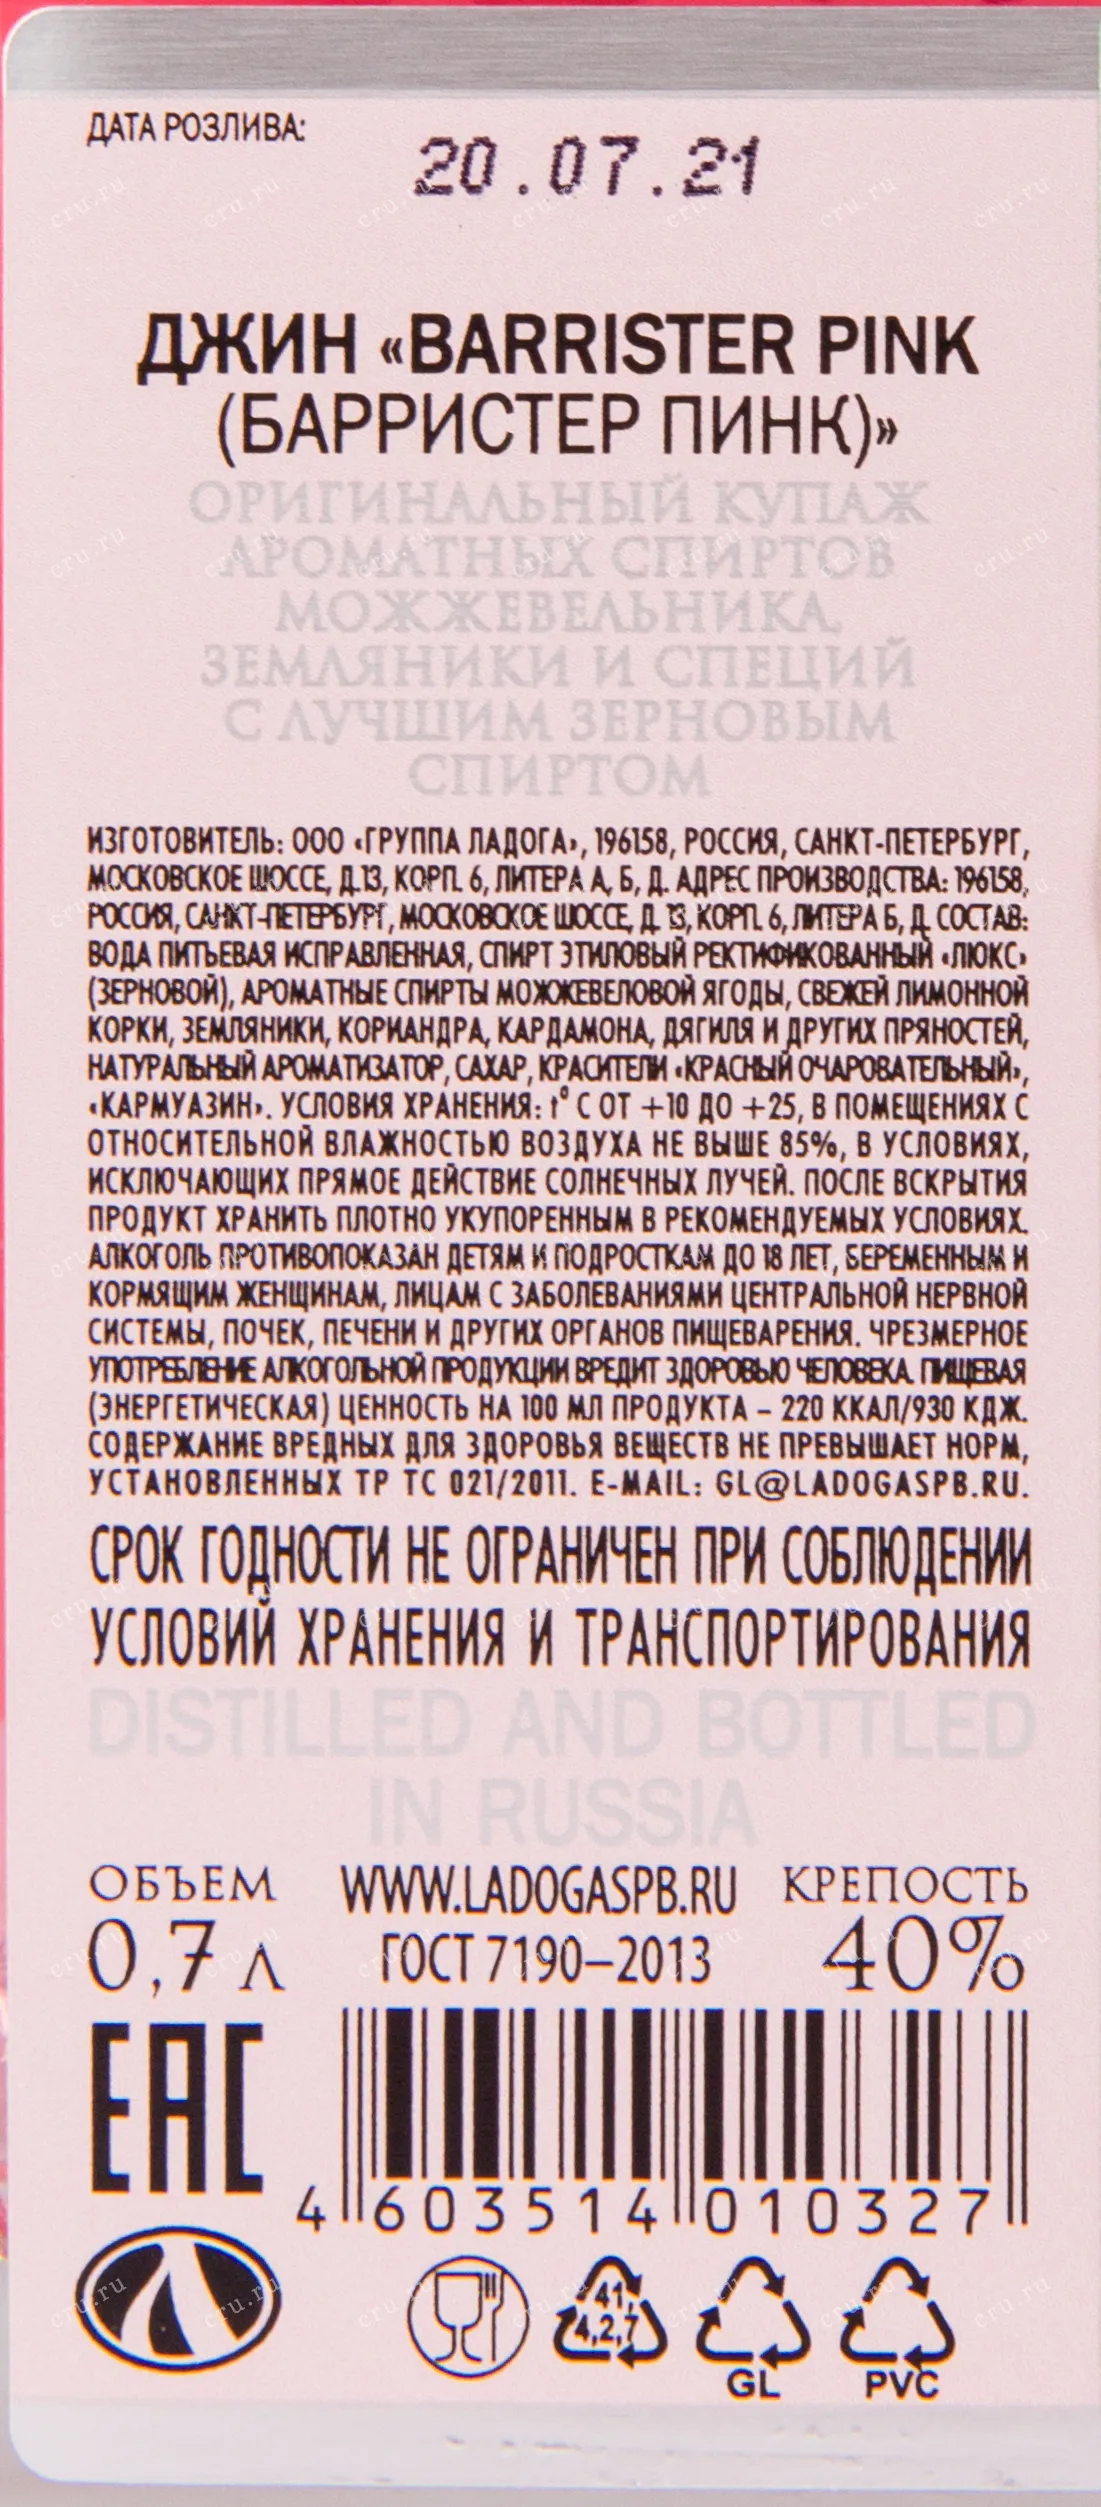 ДАТА РОЗЛИВА:
20.07.21
ДЖИН «BARRISTER PINK
(БАРРИСТЕР ПИНК)»
ОРИГИНАЛЬНЫЙ КУПАЖ
АРОМАТНЫХ СПИРТОВ
МОЖЖЕВЕЛЬНИКА,
ЗЕМЛЯНИКИ И СПЕЦИЙ
С ЛУЧШИМ ЗЕРНОВЫМ
СПИРТОМ
ИЗГОТОВИТЕЛЬ: ООО «ГРУППА ЛАДОГА», 196158, РОССИЯ, САНКТ-ПЕТЕРБУРГ,
МОСКОВСКОЕ ШОССЕ, Д.13, КОРП. 6, ЛИТЕРА А, Б, Д. АДРЕС ПРОИЗВОДСТВА: 196158,
РОССИЯ, САНКТ-ПЕТЕРБУРГ, МОСКОВСКОЕ ШОССЕ, Д. 13, КОРП. 6, ЛИТЕРА Б, Д. СОСТАВ:
ВОДА ПИТЬЕВАЯ ИСПРАВЛЕННАЯ, СПИРТ ЭТИЛОВЫЙ РЕКТИФИКОВАННЫЙ «ЛЮКС»
(ЗЕРНОВОЙ), АРОМАТНЫЕ СПИРТЫ МОЖЖЕВЕЛОВОЙ ЯГОДЫ, СВЕЖЕЙ ЛИМОННОЙ
КОРКИ, ЗЕМЛЯНИКИ, КОРИАНДРА, КАРДАМОНА, ДЯГИЛЯ И ДРУГИХ ПРЯНОСТЕЙ,
НАТУРАЛЬНЫЙ АРОМАТИЗАТОР, САХАР, КРАСИТЕЛИ «КРАСНЫЙ ОЧАРОВАТЕЛЬНЫЙ»,
«КАРМУАЗИН». УСЛОВИЯ ХРАНЕНИЯ: t° С ОТ +10 ДО +25, В ПОМЕЩЕНИЯХ С
ОТНОСИТЕЛЬНОЙ ВЛАЖНОСТЬЮ ВОЗДУХА НЕ ВЫШЕ 85%, В УСЛОВИЯХ,
ИСКЛЮЧАЮЩИХ ПРЯМОЕ ДЕЙСТВИЕ СОЛНЕЧНЫХ ЛУЧЕЙ. ПОСЛЕ ВСКРЫТИЯ
ПРОДУКТ ХРАНИТЬ ПЛОТНО УКУПОРЕННЫМ В РЕКОМЕНДУЕМЫХ УСЛОВИЯХ.
АЛКОГОЛЬ ПРОТИВОПОКАЗАН ДЕТЯМ И ПОДРОСТКАМ ДО 18 ЛЕТ, БЕРЕМЕННЫМ И
КОРМЯЩИМ ЖЕНЩИНАМ, ЛИЦАМ С ЗАБОЛЕВАНИЯМИ ЦЕНТРАЛЬНОЙ НЕРВНОЙ
СИСТЕМЫ, ПОЧЕК, ПЕЧЕНИ И ДРУГИХ ОРГАНОВ ПИЩЕВАРЕНИЯ. ЧРЕЗМЕРНОЕ
УПОТРЕБЛЕНИЕ АЛКОГОЛЬНОЙ ПРОДУКЦИИ ВРЕДИТ ЗДОРОВЬЮ ЧЕЛОВЕКА. ПИЩЕВАЯ
(ЭНЕРГЕТИЧЕСКАЯ) ЦЕННОСТЬ НА 100 МЛ ПРОДУКТА – 220 ККАЛ/930 КДЖ.
СОДЕРЖАНИЕ ВРЕДНЫХ ДЛЯ ЗДОРОВЬЯ ВЕЩЕСТВ НЕ ПРЕВЫШАЕТ НОРМ,
УСТАНОВЛЕННЫХ ТР ТС 021/2011. E-MAIL: GL@LADOGASPB.RU.
СРОК ГОДНОСТИ НЕ ОГРАНИЧЕН ПРИ СОБЛЮДЕНИИ
УСЛОВИЙ ХРАНЕНИЯ И ТРАНСПОРТИРОВАНИЯ
DISTILLED AND BOTTLED
IN RUSSIA
ОБЪЕМ WWW.LADOGASPB.RU КРЕПОСТЬ
0,7 л ГОСТ 7190–2013 40%
EAC
4 603514 010327
41,
4,2,7
GL PVC
cru.ru